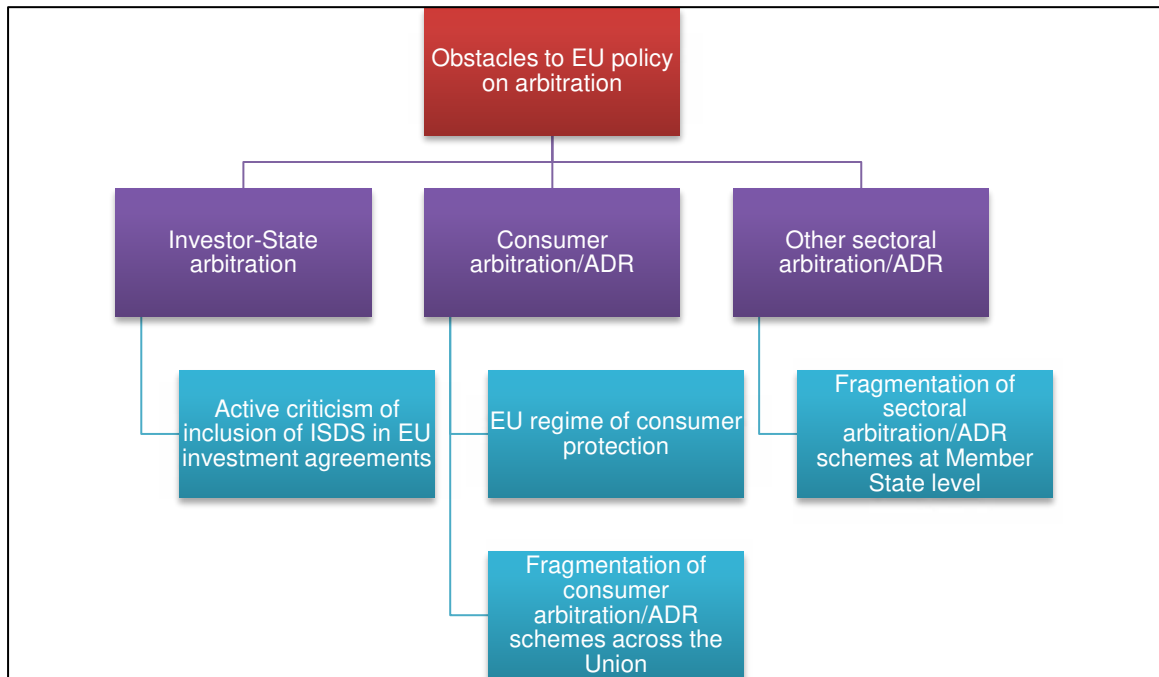 Obstacles to EU policy
on arbitration
Investor-State
arbitration
Consumer
arbitration/ADR
Other sectoral
arbitration/ADR
Active criticism of
inclusion of ISDS in EU
investment agreements
EU regime of consumer
protection
Fragmentation of
sectoral
arbitration/ADR
schemes at Member
State level
Fragmentation of
consumer
arbitration/ADR
schemes across the
Union